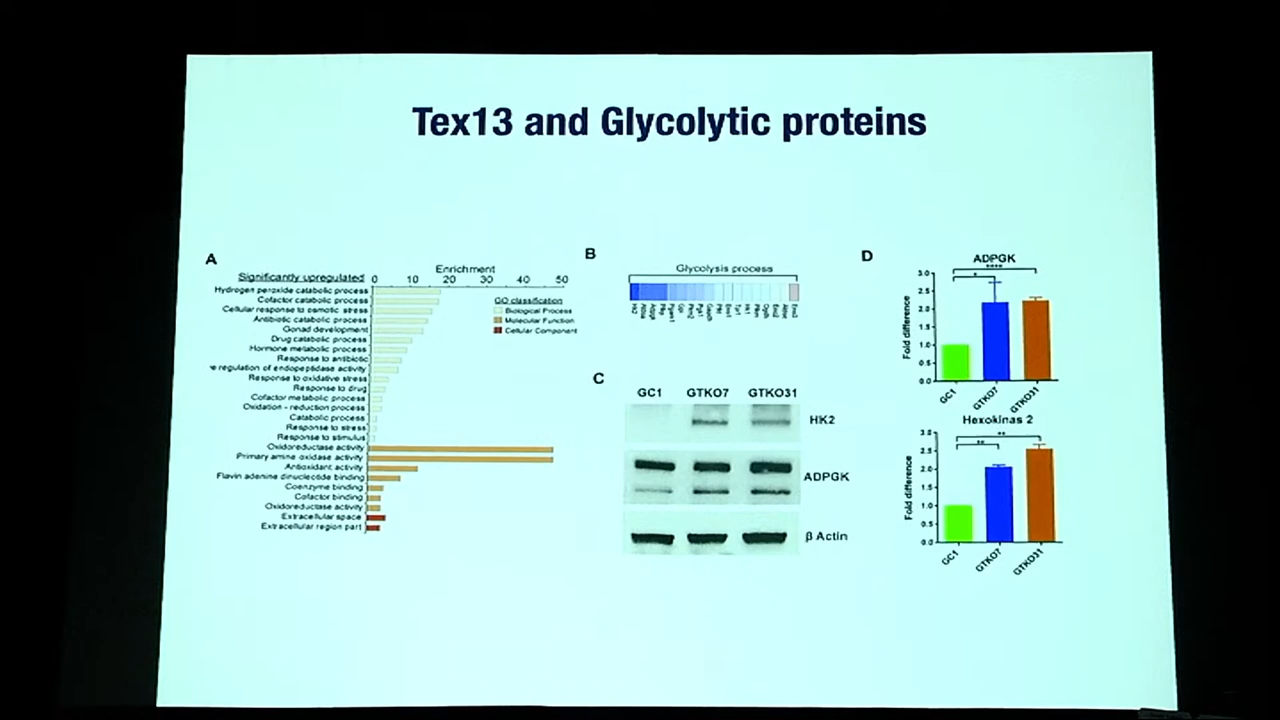 Tex13 and Glycolytic proteins
A
Significantly upregulated
Enrichment
0 10 20 30 40 50
Hydrogen peroxide catabolic process
Cofactor catabolic process
Cellular response to osmotic stress
Antibiotic catabolic process
Gonad development
Drug catabolic process
Hormone metabolic process
Response to antibiotic
regulation of endopeptidase activity
Response to oxidative stress
Response to drug
Cofactor metabolic process
Oxidation - reduction process
Catabolic process
Response to stress
Response to stimulus
Oxidoreductase activity
Primary amine oxidase activity
Antioxidant activity
Flavin adenine dinucleotide binding
Coenzyme binding
Cofactor binding
Oxidoreductase activity
Extracellular space
Extracellular region part
GO classification
Biological Process
Molecular Function
Cellular Component
B
Glycolysis process
C
GC1 GTKO7 GTKO31
HK2
ADPGK
β Actin
D
ADPGK
****
*
Fold difference
3.0
2.5
2.0
1.5
1.0
0.5
0.0
GC1 GTKO7 GTKO31
Hexokinas 2
**
**
Fold difference
3.0
2.5
2.0
1.5
1.0
0.5
0.0
GC1 GTKO7 GTKO31